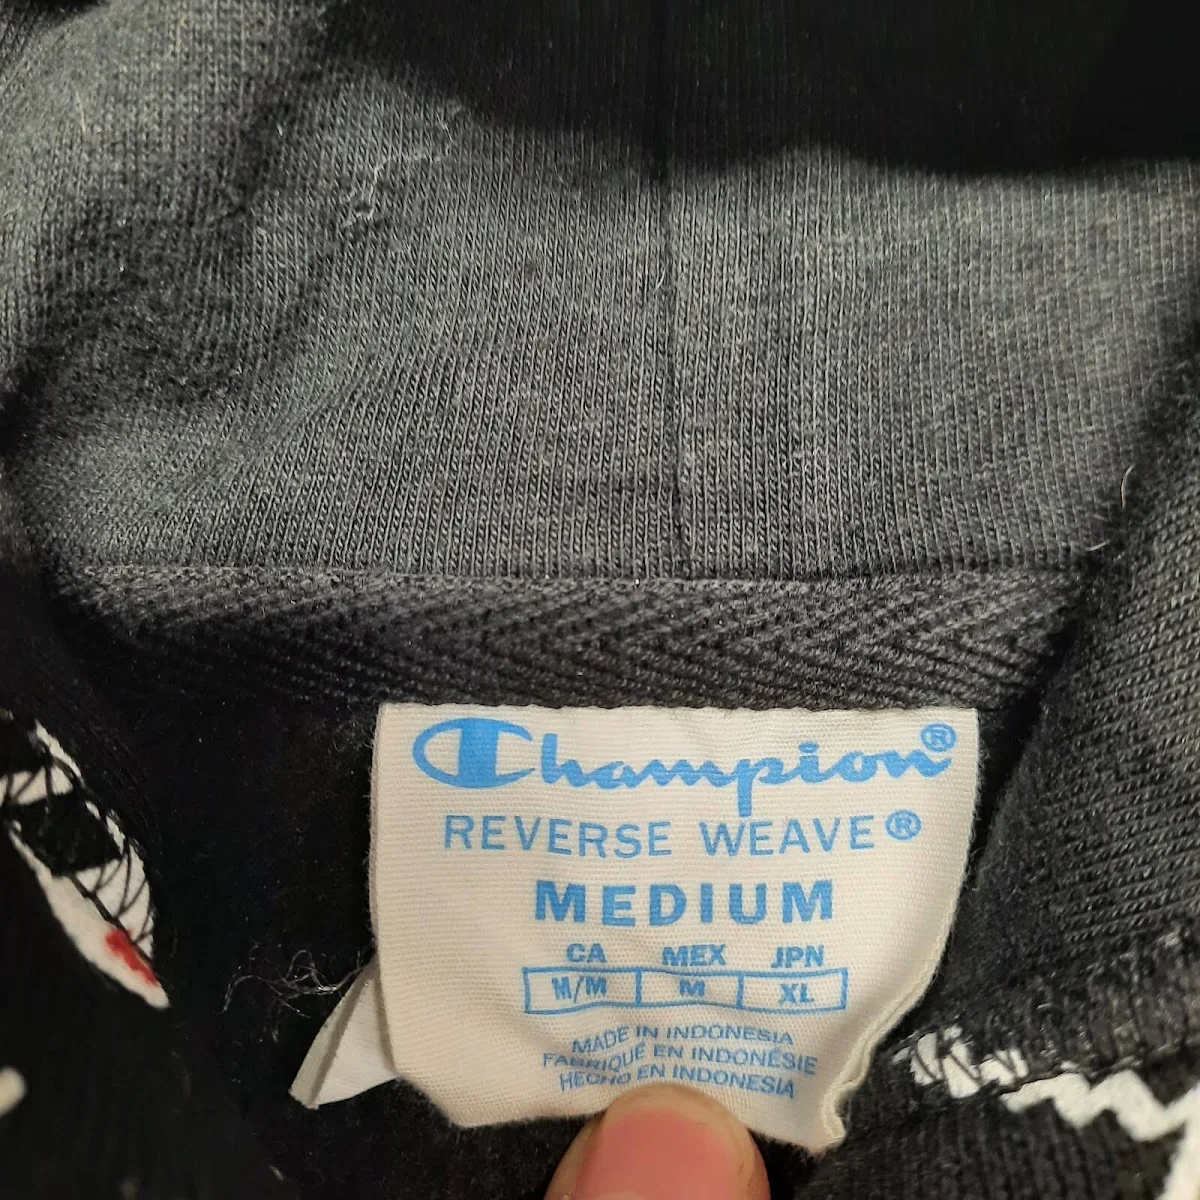 Champion®
REVERSE WEAVE®
MEDIUM
CA MEX JPN
M/M M XL
MADE IN INDONESIA
FABRIQUÉ EN INDONÉSIE
HECHO EN INDONESIA